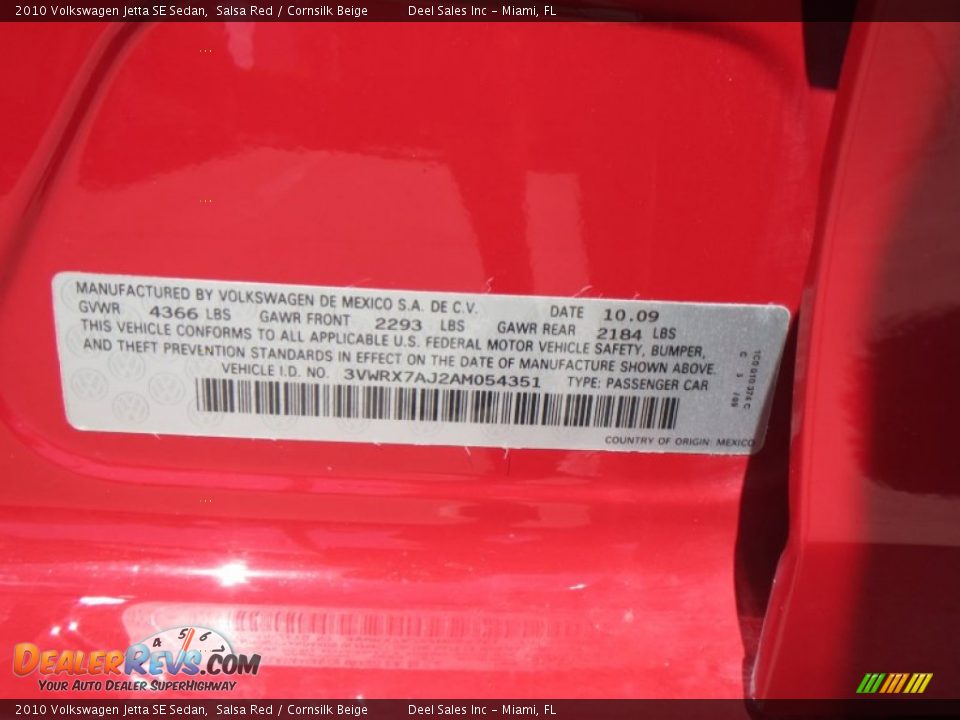 2010 Volkswagen Jetta SE Sedan, Salsa Red / Cornsilk Beige Deel Sales Inc - Miami, FL
MANUFACTURED BY VOLKSWAGEN DE MEXICO S.A. DE C.V. DATE 10.09
GVWR 4366 LBS GAWR FRONT 2293 LBS GAWR REAR 2184 LBS
THIS VEHICLE CONFORMS TO ALL APPLICABLE U.S. FEDERAL MOTOR VEHICLE SAFETY, BUMPER,
AND THEFT PREVENTION STANDARDS IN EFFECT ON THE DATE OF MANUFACTURE SHOWN ABOVE.
VEHICLE I.D. NO. 3VWRX7AJ2AM054351 TYPE: PASSENGER CAR
COUNTRY OF ORIGIN: MEXICO
4 5 6 7
DEALERREVS.COM
YOUR AUTO DEALER SUPERHIGHWAY
2010 Volkswagen Jetta SE Sedan, Salsa Red / Cornsilk Beige Deel Sales Inc - Miami, FL